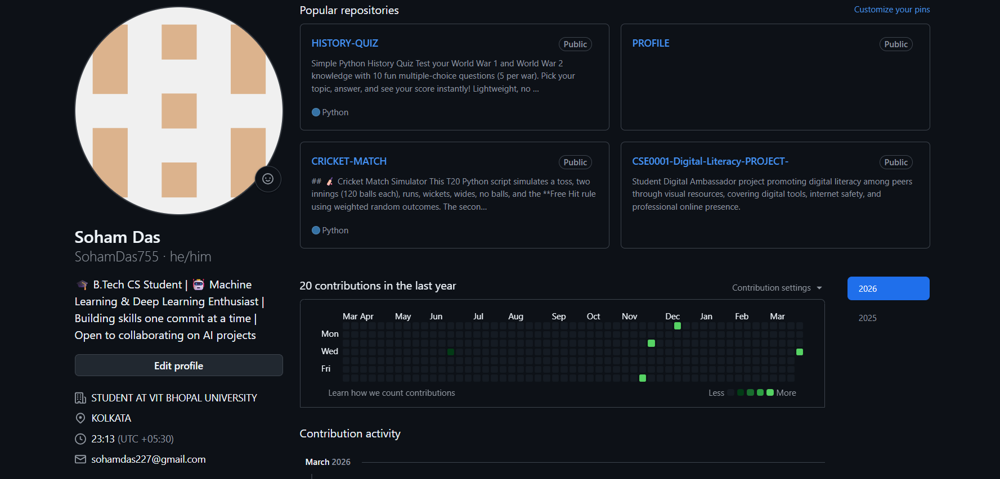 Popular repositories
Customize your pins
HISTORY-QUIZ
Public
Simple Python History Quiz Test your World War 1 and World War 2
knowledge with 10 fun multiple-choice questions (5 per war). Pick your
topic, answer, and see your score instantly! Lightweight, no ...
Python
PROFILE
Public
CRICKET-MATCH
Public
## 🏏 Cricket Match Simulator This T20 Python script simulates a toss, two
innings (120 balls each), runs, wickets, wides, no balls, and the **Free Hit rule
using weighted random outcomes. The secon...
Python
CSE0001-Digital-Literacy-PROJECT-
Public
Student Digital Ambassador project promoting digital literacy among peers
through visual resources, covering digital tools, internet safety, and
professional online presence.
Soham Das
SohamDas755 · he/him
🎓 B.Tech CS Student | 🤖 Machine
Learning & Deep Learning Enthusiast |
Building skills one commit at a time |
Open to collaborating on AI projects
Edit profile
STUDENT AT VIT BHOPAL UNIVERSITY
KOLKATA
23:13 (UTC +05:30)
sohamdas227@gmail.com
20 contributions in the last year
Contribution settings
2026
2025
Mar Apr May Jun Jul Aug Sep Oct Nov Dec Jan Feb Mar
Mon
Wed
Fri
Learn how we count contributions
Less More
Contribution activity
March 2026